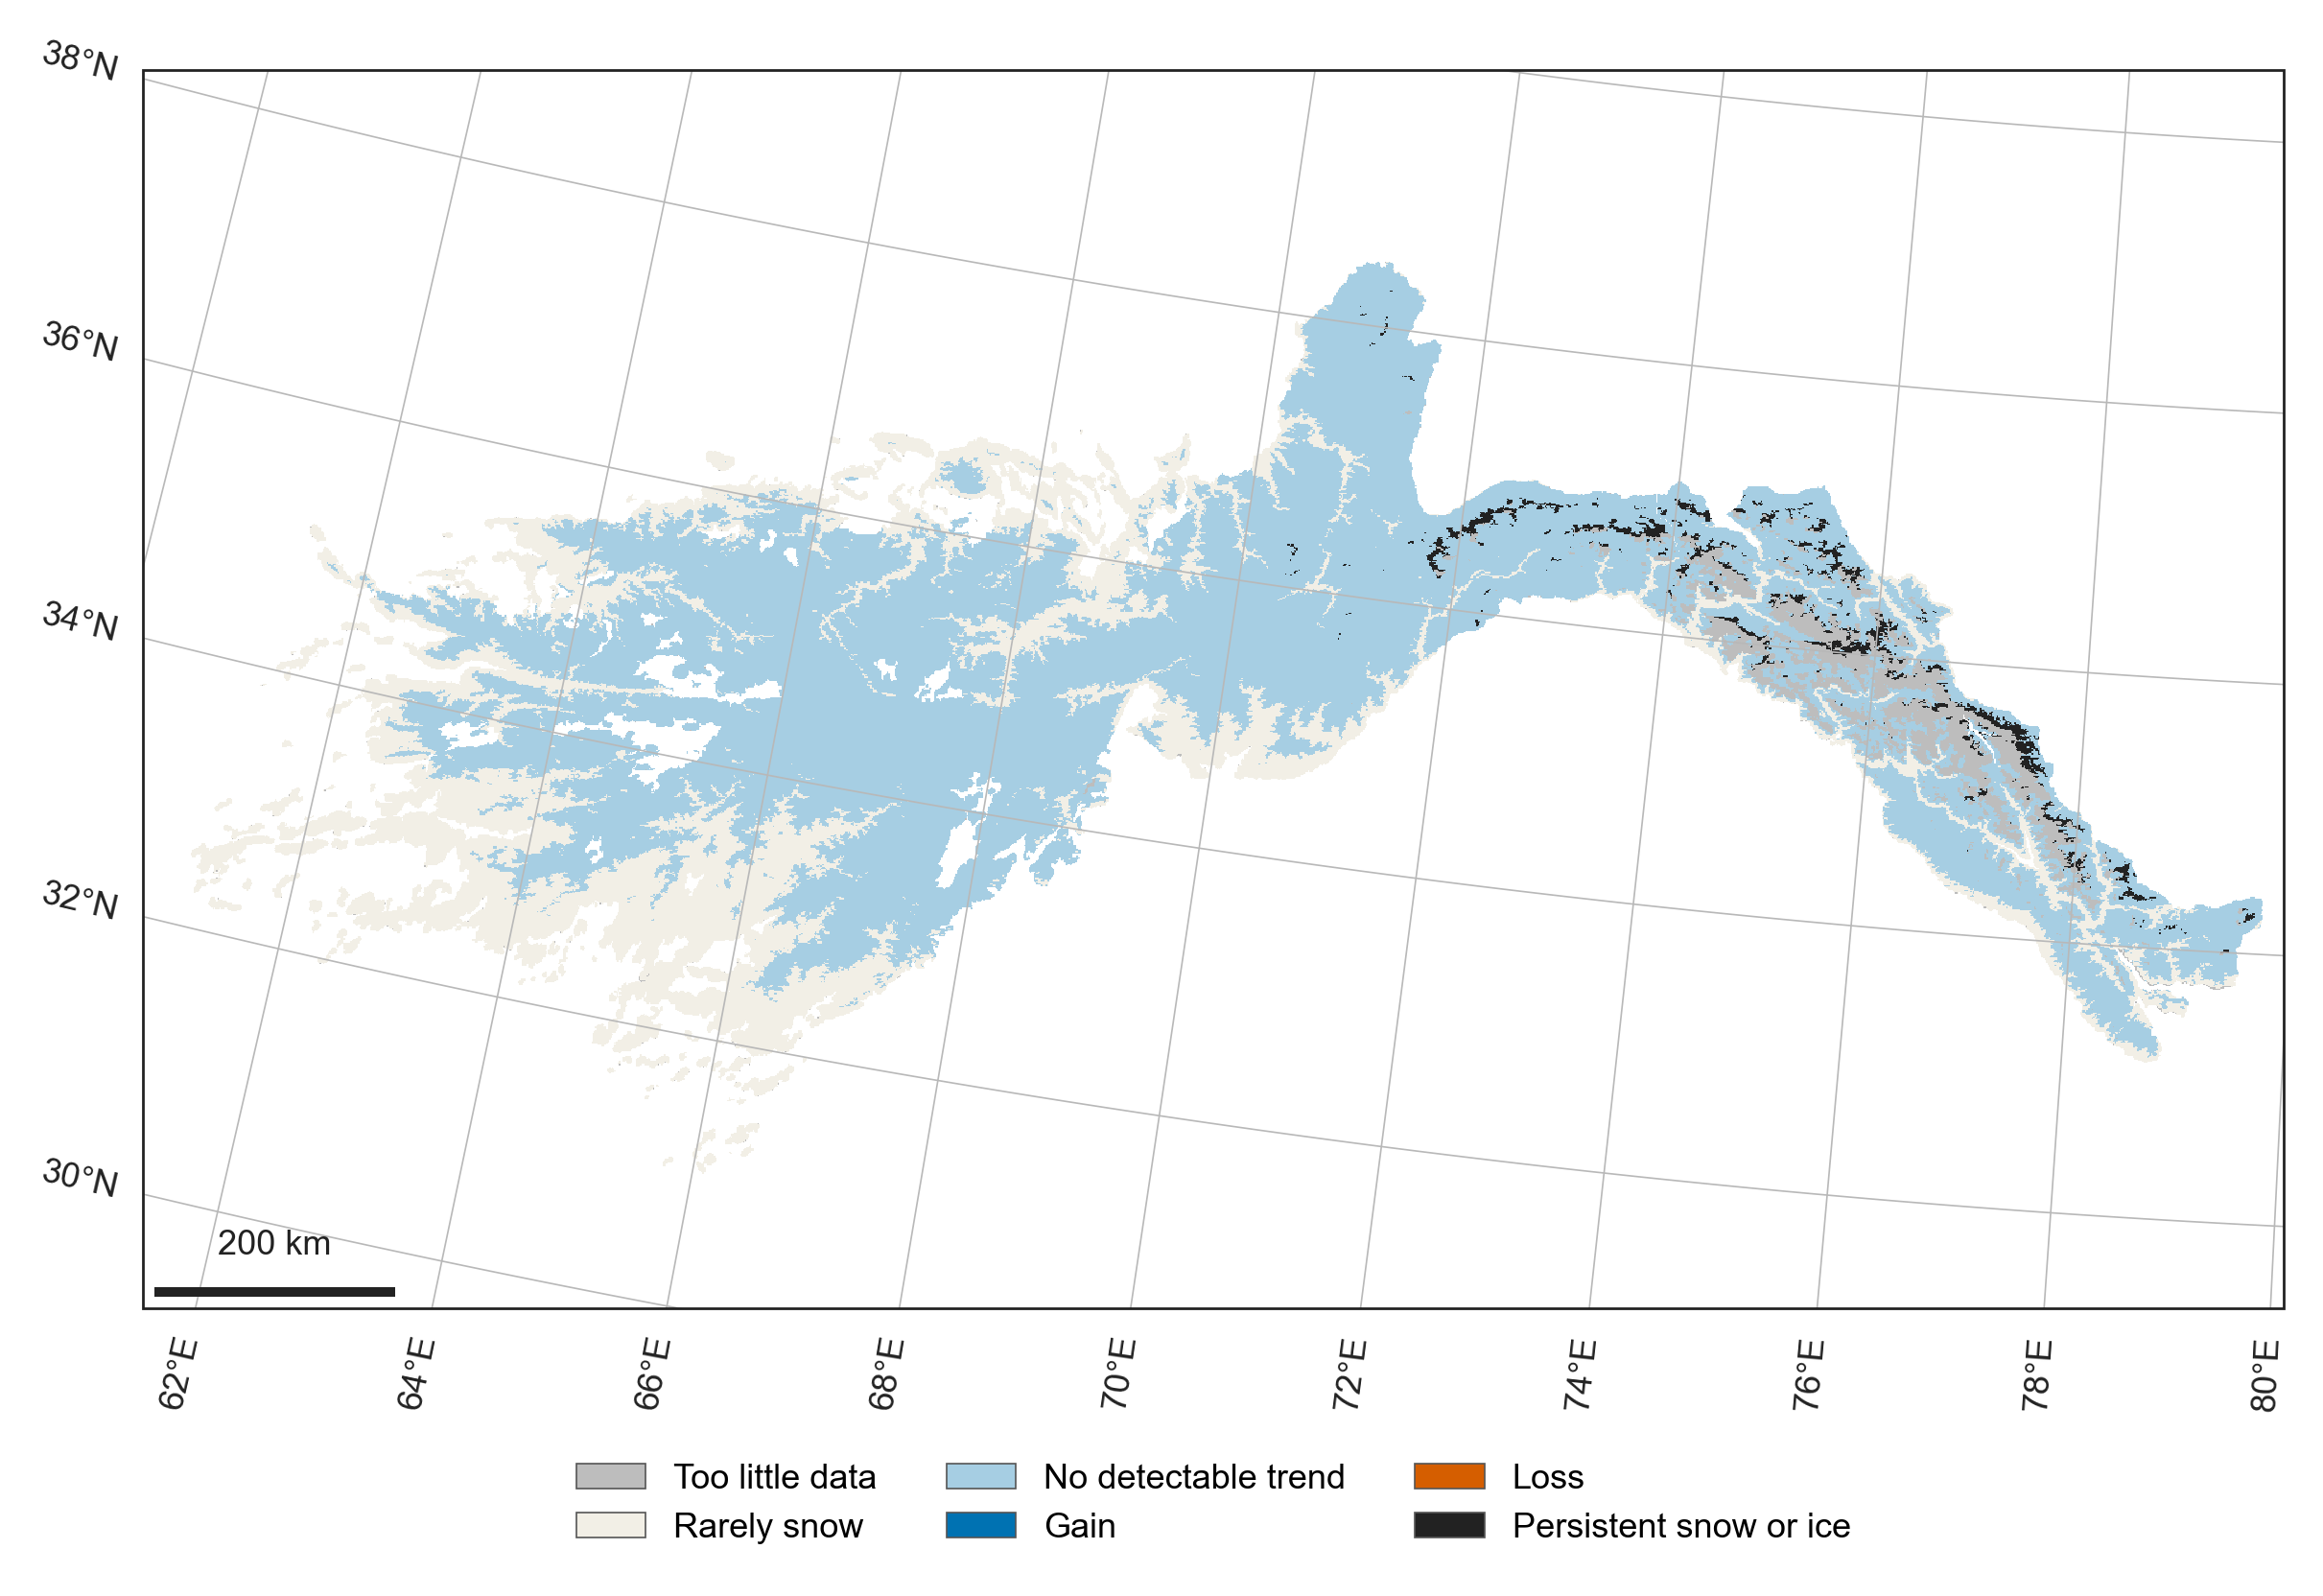 38°N
36°N
34°N
32°N
30°N
200 km
62°E
64°E
66°E
68°E
70°E
72°E
74°E
76°E
78°E
80°E
Too little data
No detectable trend
Loss
Rarely snow
Gain
Persistent snow or ice